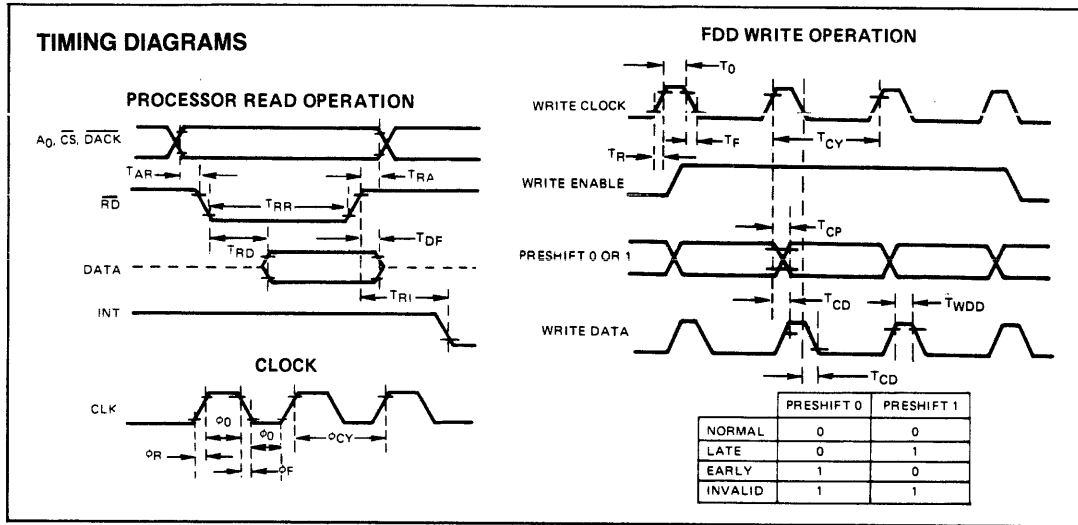 TIMING DIAGRAMS
PROCESSOR READ OPERATION
A0, CS, DACK
TAR
TRA
RD
TRR
TRD
TDF
DATA
TRI
INT
CLOCK
CLK
φ0
φ0
φCY
φR
φF
FDD WRITE OPERATION
T0
WRITE CLOCK
TR
TF
TCY
WRITE ENABLE
TCP
PRESHIFT 0 OR 1
TCD
TWDD
WRITE DATA
TCD
PRESHIFT 0 PRESHIFT 1
NORMAL 0 0
LATE 0 1
EARLY 1 0
INVALID 1 1